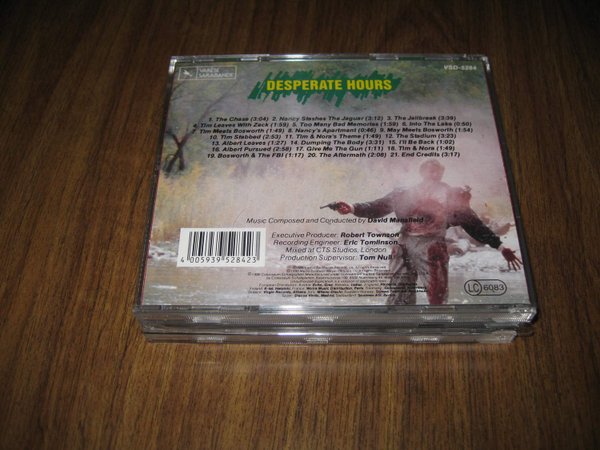 VARÈSE
SARABANDE
VSD-5284
DESPERATE HOURS
1. The Chase (3:04) 2. Nancy Stashes The Jaguar (3:12) 3. The Jailbreak (3:39)
4. Tim Leaves With Zack (1:59) 5. Too Many Bad Memories (1:59) 6. Into The Lake (0:50)
7. Tim Meets Bosworth (1:49) 8. Nancy's Apartment (0:46) 9. May Meets Bosworth (1:54)
10. Tim Stabbed (2:53) 11. Tim & Nora's Theme (1:49) 12. The Stadium (3:23)
13. Albert Leaves (1:27) 14. Dumping The Body (3:31) 15. I'll Be Back (1:02)
16. Albert Pursued (2:58) 17. Give Me The Gun (1:11) 18. Tim & Nora (1:49)
19. Bosworth & The FBI (1:17) 20. The Aftermath (2:08) 21. End Credits (3:17)
Music Composed and Conducted by David Mansfield
Executive Producer: Robert Townson
Recording Engineer: Eric Tomlinson
Mixed at CTS Studios, London
Production Supervisor: Tom Null
4 005939 528423
LC 6083